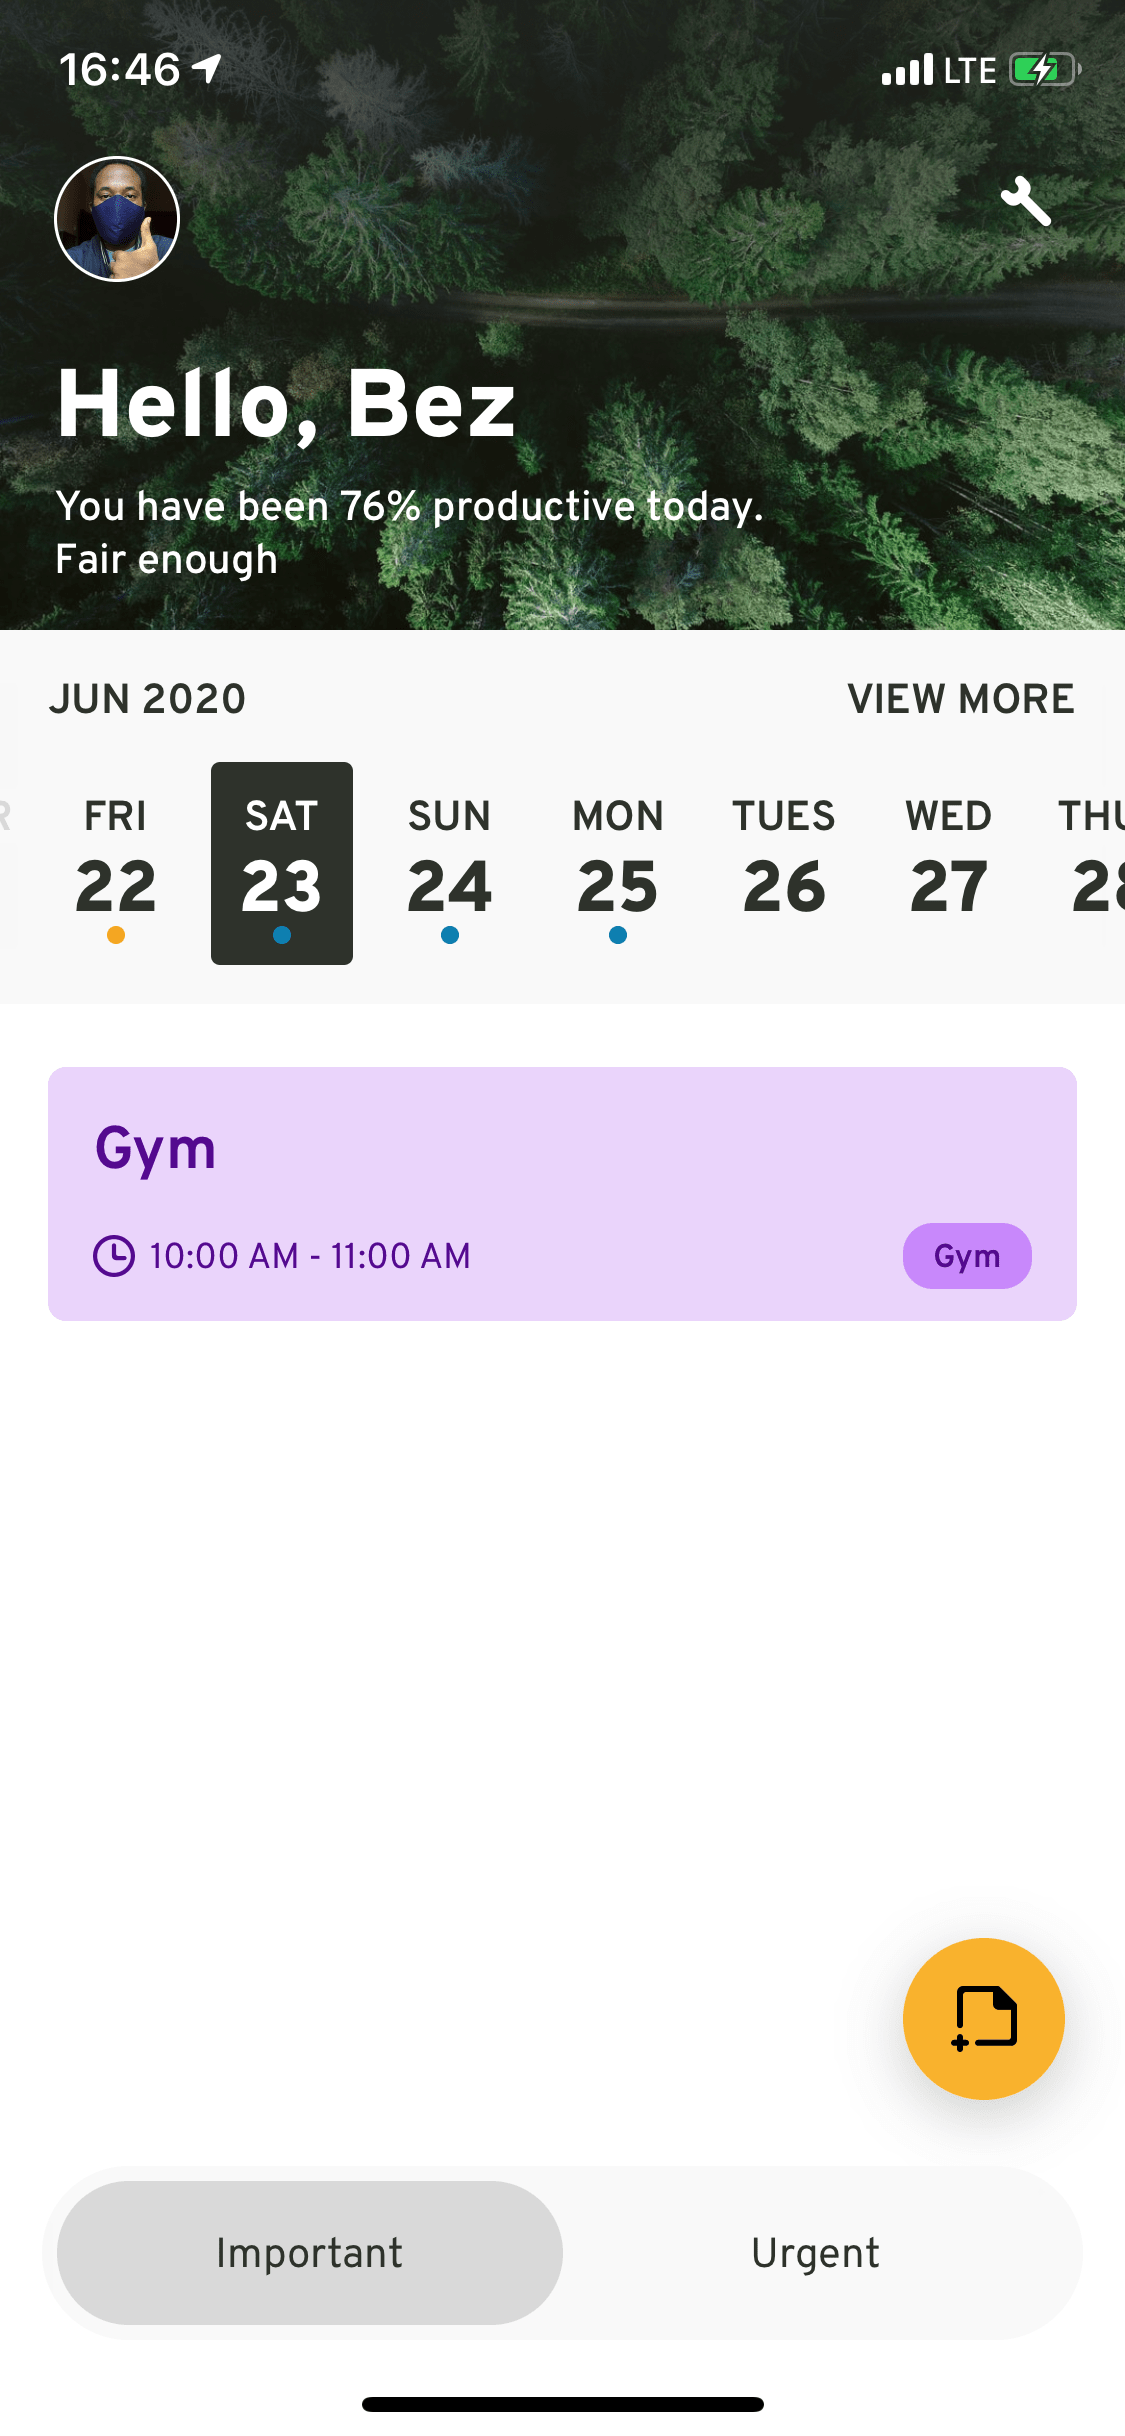 16:46 LTE
Hello, Bez
You have been 76% productive today.
Fair enough
JUN 2020 VIEW MORE
FRI SAT SUN MON TUES WED THU
22 23 24 25 26 27 28
Gym
10:00 AM - 11:00 AM Gym
Important Urgent